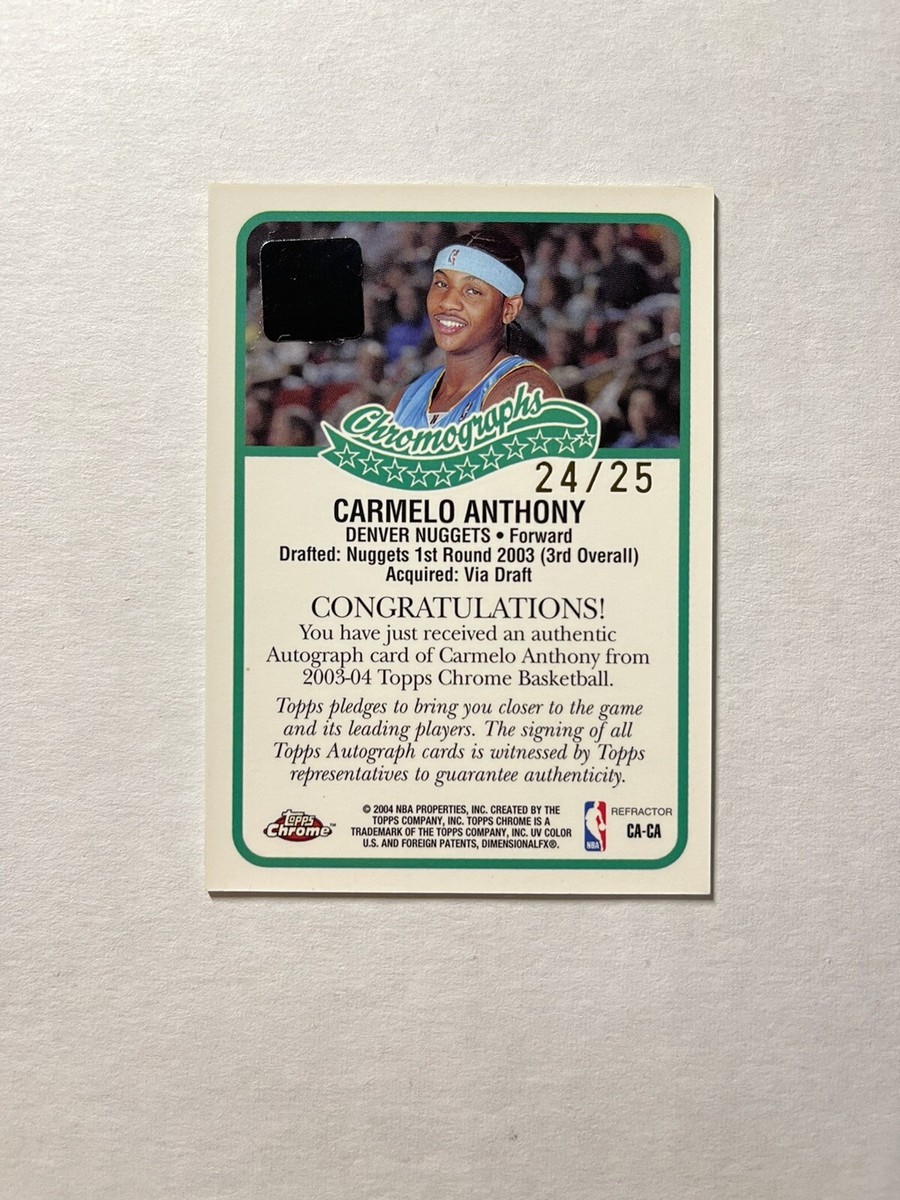 Chromographs
24/25
CARMELO ANTHONY
DENVER NUGGETS • Forward
Drafted: Nuggets 1st Round 2003 (3rd Overall)
Acquired: Via Draft
CONGRATULATIONS!
You have just received an authentic
Autograph card of Carmelo Anthony from
2003-04 Topps Chrome Basketball.
Topps pledges to bring you closer to the game
and its leading players. The signing of all
Topps Autograph cards is witnessed by Topps
representatives to guarantee authenticity.
Topps
Chrome™
© 2004 NBA PROPERTIES, INC. CREATED BY THE
TOPPS COMPANY, INC. TOPPS CHROME IS A
TRADEMARK OF THE TOPPS COMPANY, INC. UV COLOR
U.S. AND FOREIGN PATENTS, DIMENSIONALFX®.
NBA
REFRACTOR
CA-CA